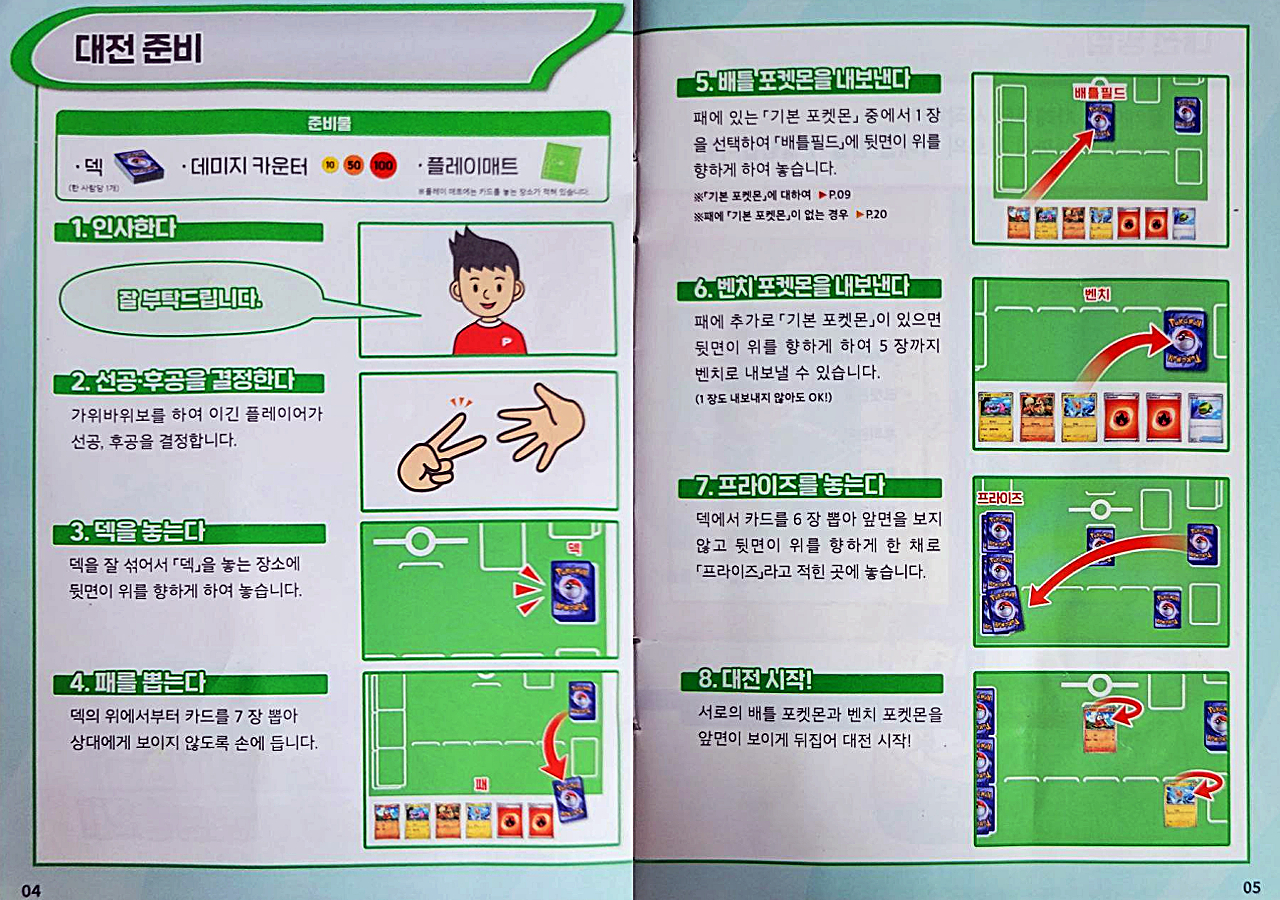 대전 준비
준비물
· 덱
(한 사람당 1개)
· 데미지 카운터
10 50 100
· 플레이매트
※플레이 매트에는 카드를 놓는 장소가 적혀 있습니다.
1. 인사한다
잘 부탁드립니다.
P
2. 선공·후공을 결정한다
가위바위보를 하여 이긴 플레이어가
선공, 후공을 결정합니다.
3. 덱을 놓는다
덱을 잘 섞어서 「덱」을 놓는 장소에
뒷면이 위를 향하게 하여 놓습니다.
덱
4. 패를 뽑는다
덱의 위에서부터 카드를 7 장 뽑아
상대에게 보이지 않도록 손에 듭니다.
패
04
5. 배틀 포켓몬을 내보낸다
패에 있는 「기본 포켓몬」 중에서 1 장
을 선택하여 「배틀필드」에 뒷면이 위를
향하게 하여 놓습니다.
※「기본 포켓몬」에 대하여 ▶P.09
※패에 「기본 포켓몬」이 없는 경우 ▶P.20
배틀필드
6. 벤치 포켓몬을 내보낸다
패에 추가로 「기본 포켓몬」이 있으면
뒷면이 위를 향하게 하여 5 장까지
벤치로 내보낼 수 있습니다.
(1 장도 내보내지 않아도 OK!)
벤치
7. 프라이즈를 놓는다
덱에서 카드를 6 장 뽑아 앞면을 보지
않고 뒷면이 위를 향하게 한 채로
「프라이즈」라고 적힌 곳에 놓습니다.
프라이즈
8. 대전 시작!
서로의 배틀 포켓몬과 벤치 포켓몬을
앞면이 보이게 뒤집어 대전 시작!
05